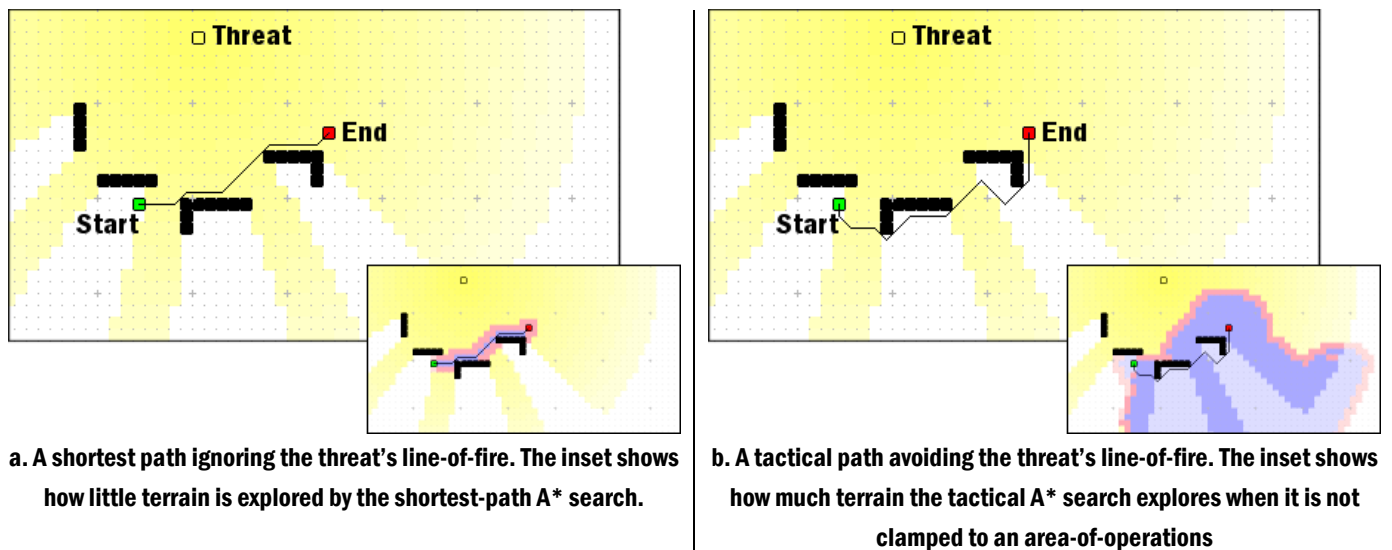 Threat
End
Start
a. A shortest path ignoring the threat's line-of-fire. The inset shows
how little terrain is explored by the shortest-path A* search.
Threat
End
Start
b. A tactical path avoiding the threat's line-of-fire. The inset shows
how much terrain the tactical A* search explores when it is not
clamped to an area-of-operations